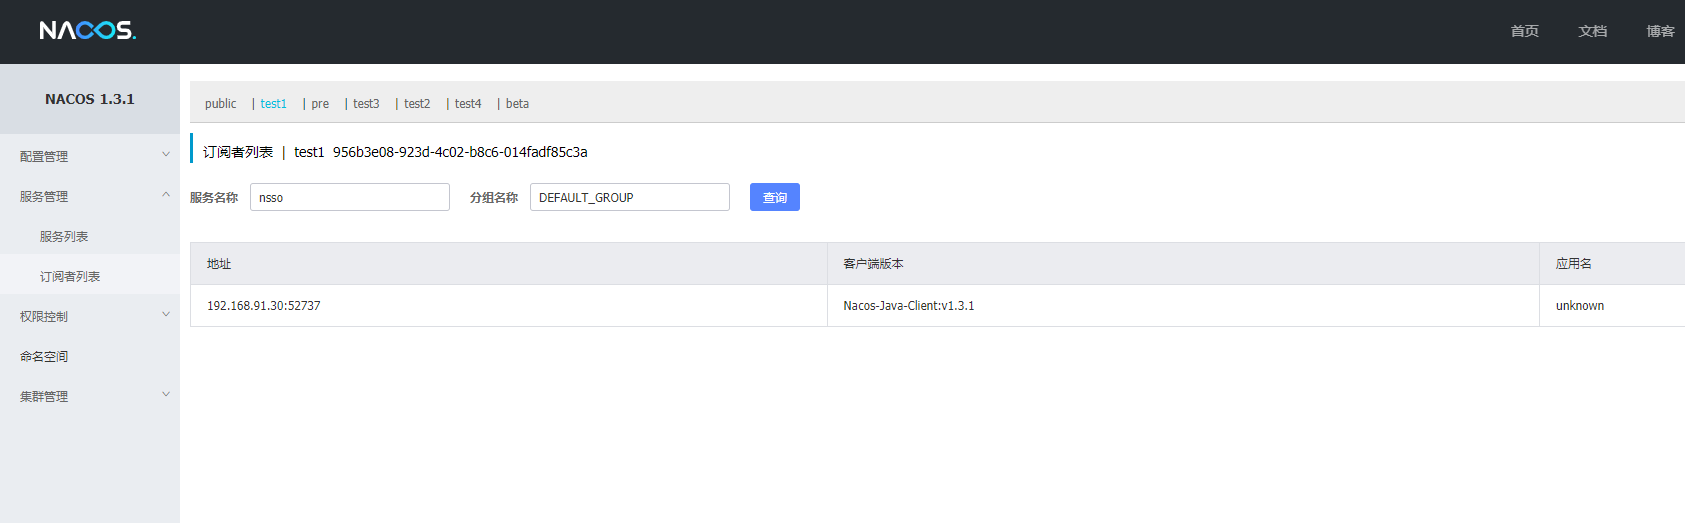 NACOS.
首页 文档 博客
NACOS 1.3.1
配置管理
服务管理
服务列表
订阅者列表
权限控制
命名空间
集群管理
public | test1 | pre | test3 | test2 | test4 | beta
订阅者列表 | test1 956b3e08-923d-4c02-b8c6-014fadf85c3a
服务名称 nsso 分组名称 DEFAULT_GROUP 查询
地址 客户端版本 应用名
192.168.91.30:52737 Nacos-Java-Client:v1.3.1 unknown